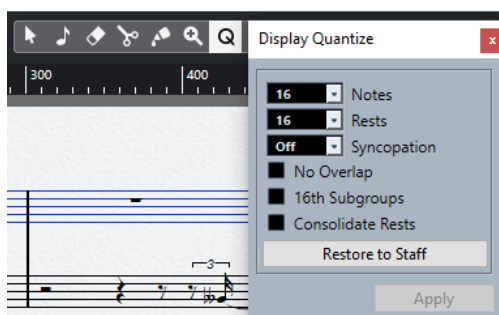 Q
Display Quantize
x
300
400
16 Notes
16 Rests
Off Syncopation
No Overlap
16th Subgroups
Consolidate Rests
Restore to Staff
3
Apply